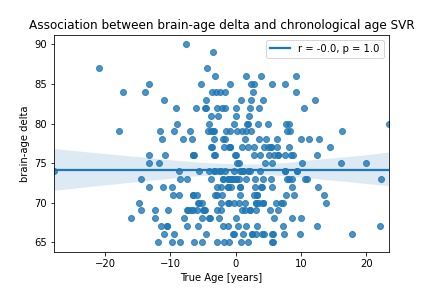 Association between brain-age delta and chronological age SVR
r = -0.0, p = 1.0
90
85
80
75
70
65
brain-age delta
−20
−10
0
10
20
True Age [years]